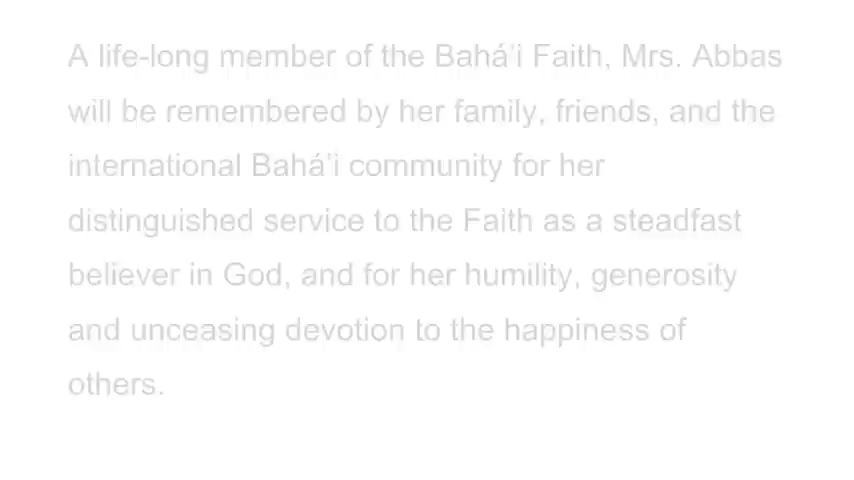 A life-long member of the Bahá'i Faith, Mrs. Abbas
will be remembered by her family, friends, and the
international Bahá'i community for her
distinguished service to the Faith as a steadfast
believer in God, and for her humility, generosity
and unceasing devotion to the happiness of
others.